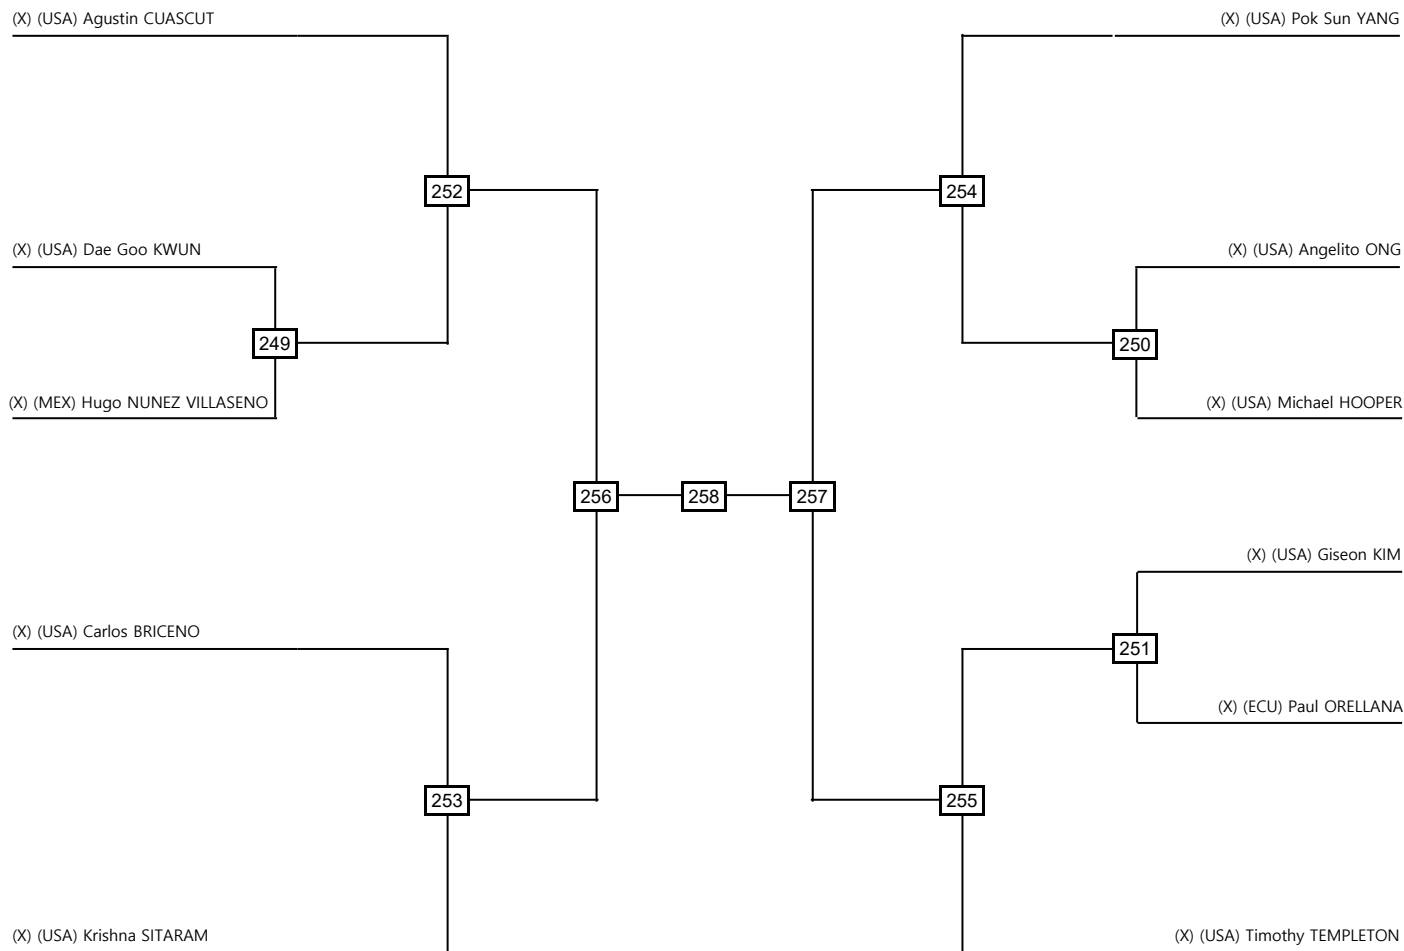 (X) (USA) Agustin CUASCUT
(X) (USA) Pok Sun YANG
252
254
(X) (USA) Dae Goo KWUN
(X) (USA) Angelito ONG
249
250
(X) (MEX) Hugo NUNEZ VILLASENO
(X) (USA) Michael HOOPER
256
258
257
(X) (USA) Giseon KIM
(X) (USA) Carlos BRICENO
251
(X) (ECU) Paul ORELLANA
253
255
(X) (USA) Krishna SITARAM
(X) (USA) Timothy TEMPLETON